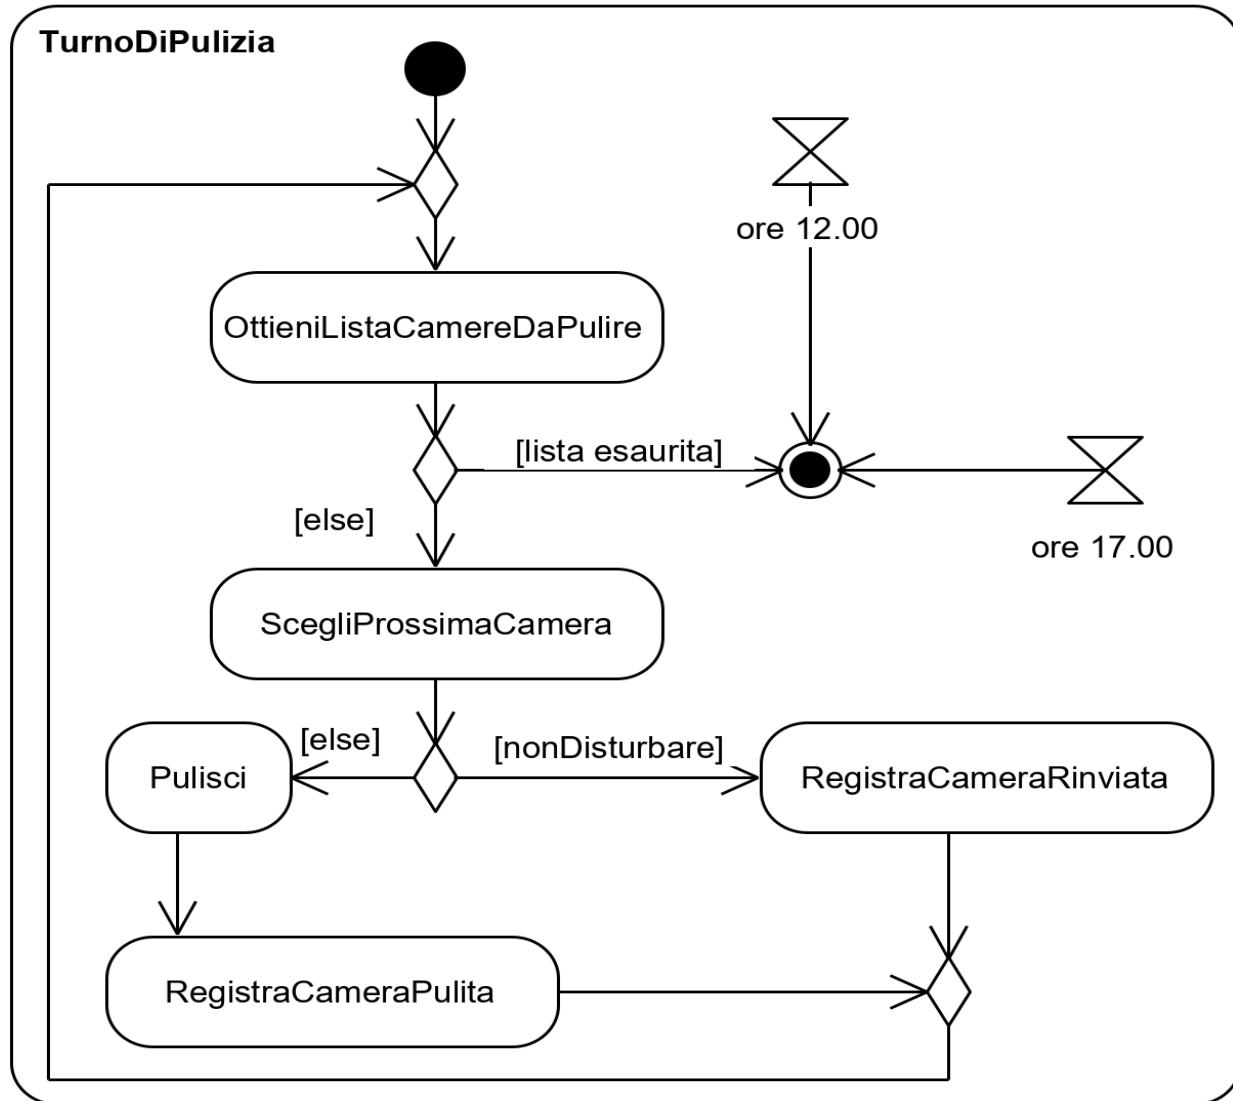 TurnoDiPulizia
ore 12.00
OttieniListaCamereDaPulire
[lista esaurita]
[else]
ore 17.00
ScegliProssimaCamera
[else]
[nonDisturbare]
Pulisci
RegistraCameraRinviata
RegistraCameraPulita